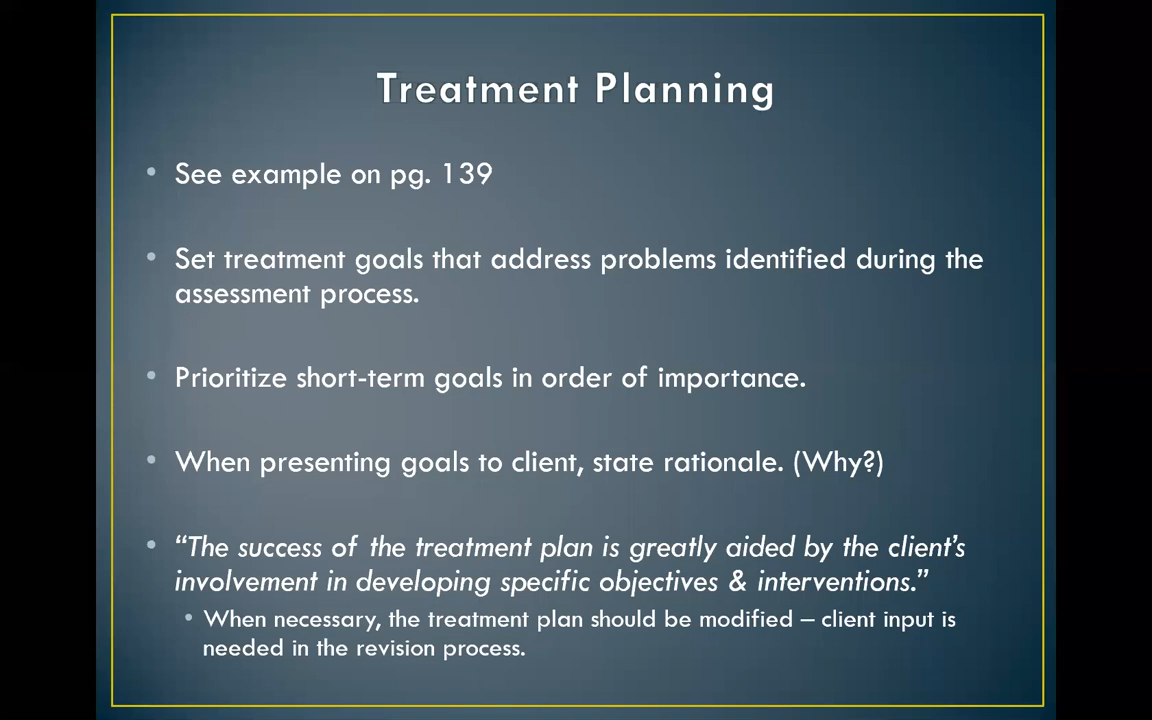 Treatment Planning
• See example on pg. 139
• Set treatment goals that address problems identified during the
assessment process.
• Prioritize short-term goals in order of importance.
• When presenting goals to client, state rationale. (Why?)
• “The success of the treatment plan is greatly aided by the client’s
involvement in developing specific objectives & interventions.”
• When necessary, the treatment plan should be modified – client input is
needed in the revision process.